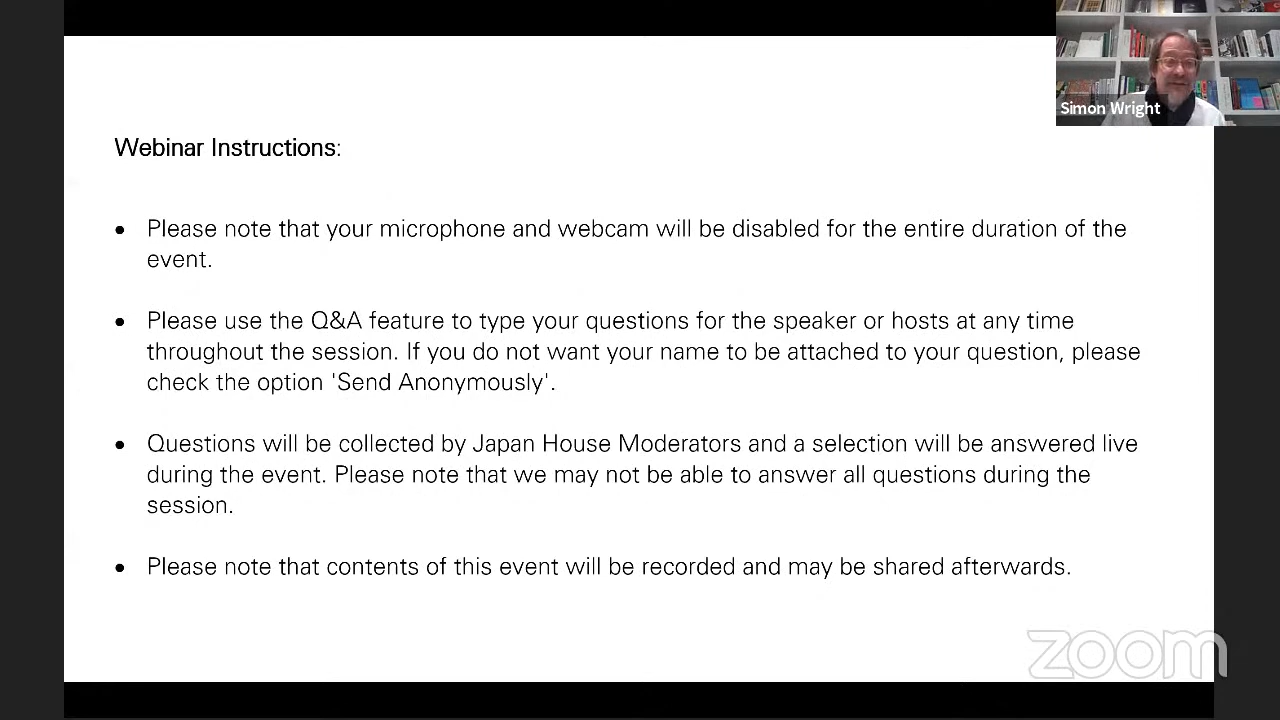 Simon Wright
Webinar Instructions:
• Please note that your microphone and webcam will be disabled for the entire duration of the
event.
• Please use the Q&A feature to type your questions for the speaker or hosts at any time
throughout the session. If you do not want your name to be attached to your question, please
check the option 'Send Anonymously'.
• Questions will be collected by Japan House Moderators and a selection will be answered live
during the event. Please note that we may not be able to answer all questions during the
session.
• Please note that contents of this event will be recorded and may be shared afterwards.
zoom